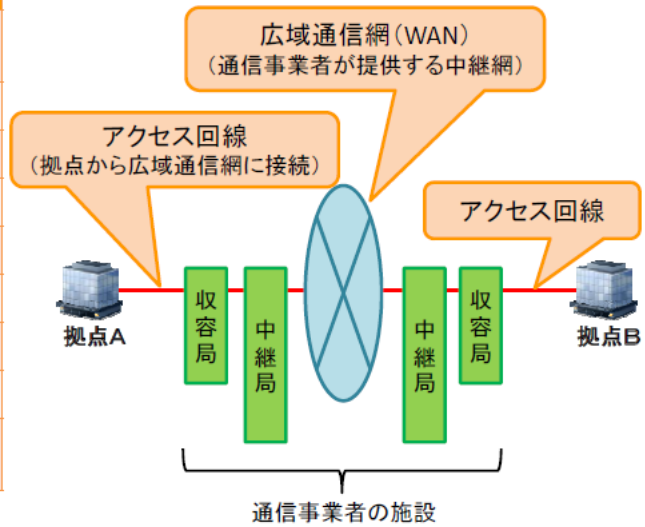 広域通信網(WAN)
(通信事業者が提供する中継網)
アクセス回線
(拠点から広域通信網に接続)
アクセス回線
拠点A
収容局
中継局
中継局
収容局
拠点B
通信事業者の施設